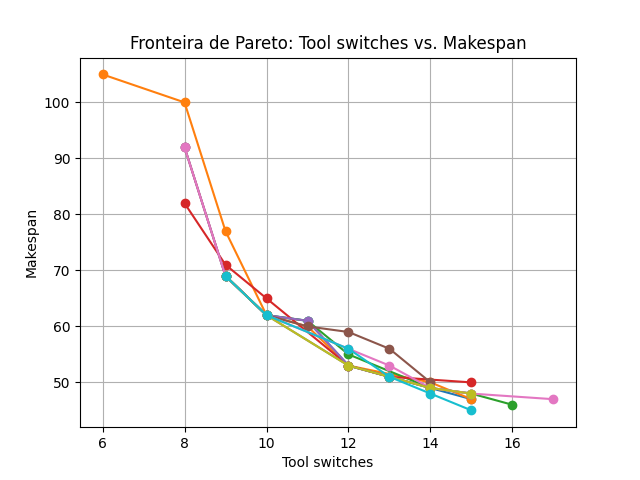 Fronteira de Pareto: Tool switches vs. Makespan
Makespan
100
90
80
70
60
50
6 8 10 12 14 16
Tool switches